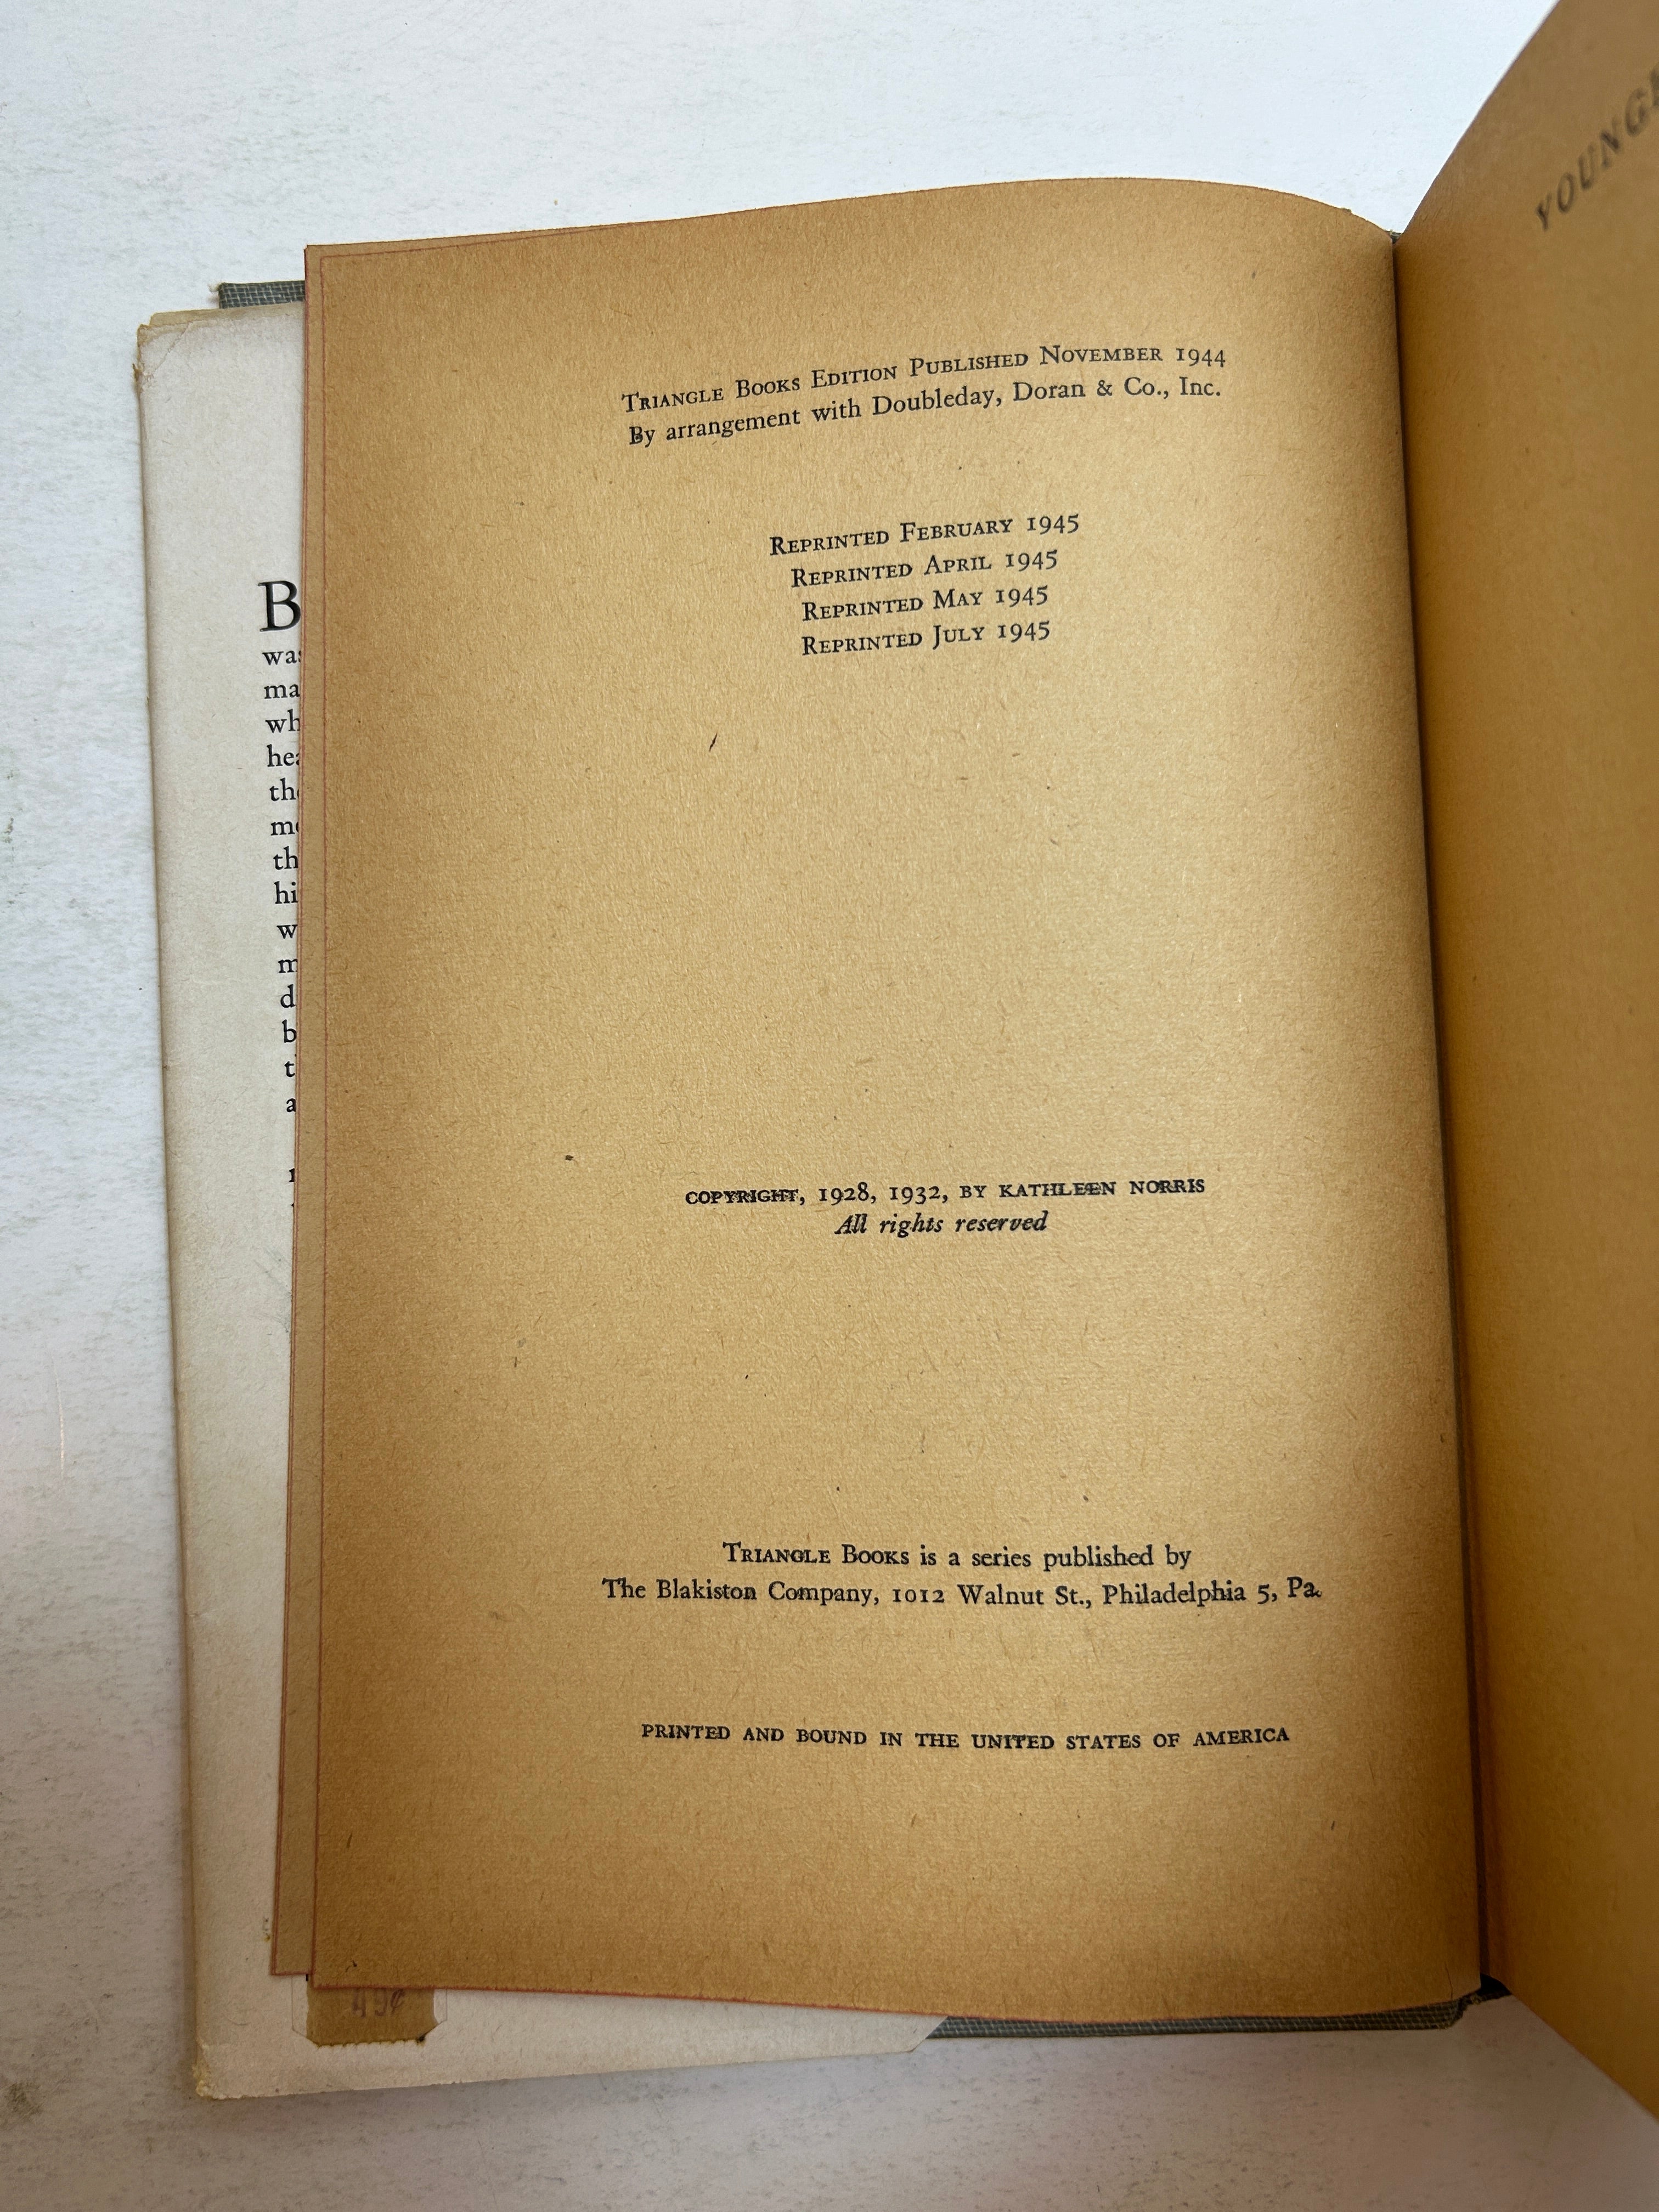 Triangle Books Edition Published November 1944
By arrangement with Doubleday, Doran & Co., Inc.
Reprinted February 1945
Reprinted April 1945
Reprinted May 1945
Reprinted July 1945
COPYRIGHT, 1928, 1932, BY KATHLEEN NORRIS
All rights reserved
Triangle Books is a series published by
The Blakiston Company, 1012 Walnut St., Philadelphia 5, Pa.
PRINTED AND BOUND IN THE UNITED STATES OF AMERICA
49¢